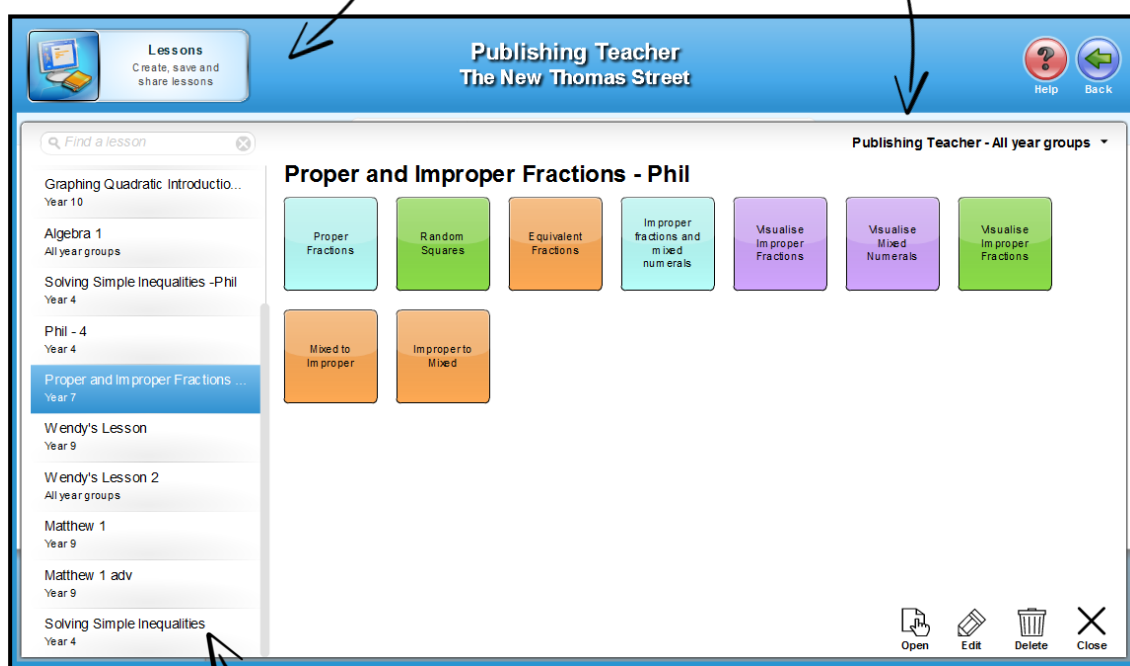 Lessons
Create, save and
share lessons
Publishing Teacher
The New Thomas Street
Help
Back
Find a lesson
Publishing Teacher - All year groups
Graphing Quadratic Introductio...
Year 10
Algebra 1
All year groups
Solving Simple Inequalities -Phil
Year 4
Phil - 4
Year 4
Proper and Improper Fractions ...
Year 7
Wendy's Lesson
Year 9
Wendy's Lesson 2
All year groups
Matthew 1
Year 9
Matthew 1 adv
Year 9
Solving Simple Inequalities
Year 4
Proper and Improper Fractions - Phil
Proper
Fractions
Random
Squares
Equivalent
Fractions
Improper
fractions and
mixed
numerals
Visualise
Improper
Fractions
Visualise
Mixed
Numerals
Visualise
Improper
Fractions
Mixed to
Improper
Improper to
Mixed
Open
Edit
Delete
Close